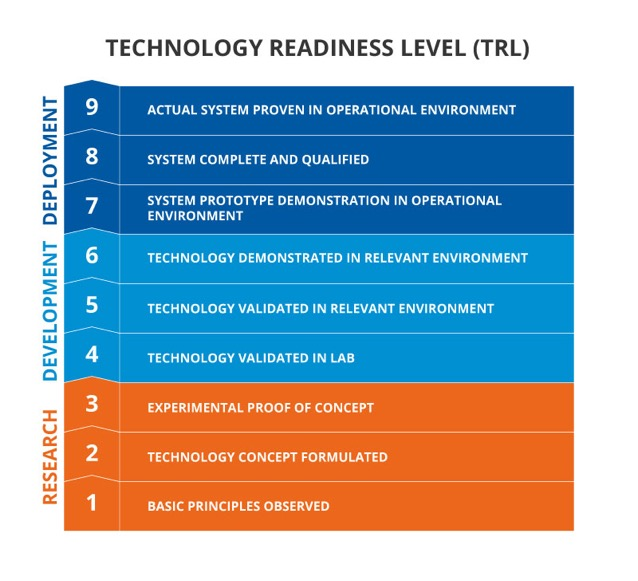 TECHNOLOGY READINESS LEVEL (TRL)
DEPLOYMENT
9 ACTUAL SYSTEM PROVEN IN OPERATIONAL ENVIRONMENT
8 SYSTEM COMPLETE AND QUALIFIED
7 SYSTEM PROTOTYPE DEMONSTRATION IN OPERATIONAL
ENVIRONMENT
DEVELOPMENT
6 TECHNOLOGY DEMONSTRATED IN RELEVANT ENVIRONMENT
5 TECHNOLOGY VALIDATED IN RELEVANT ENVIRONMENT
4 TECHNOLOGY VALIDATED IN LAB
RESEARCH
3 EXPERIMENTAL PROOF OF CONCEPT
2 TECHNOLOGY CONCEPT FORMULATED
1 BASIC PRINCIPLES OBSERVED